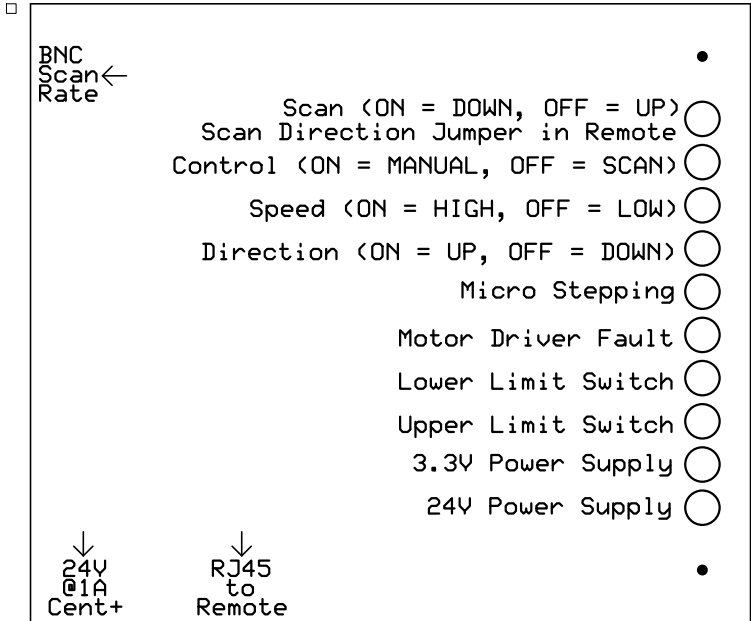 BNC
Scan←
Rate
Scan (ON = DOWN, OFF = UP)
Scan Direction Jumper in Remote
Control (ON = MANUAL, OFF = SCAN)
Speed (ON = HIGH, OFF = LOW)
Direction (ON = UP, OFF = DOWN)
Micro Stepping
Motor Driver Fault
Lower Limit Switch
Upper Limit Switch
3.3V Power Supply
24V Power Supply
24V
@1A
Cent+
RJ45
to
Remote